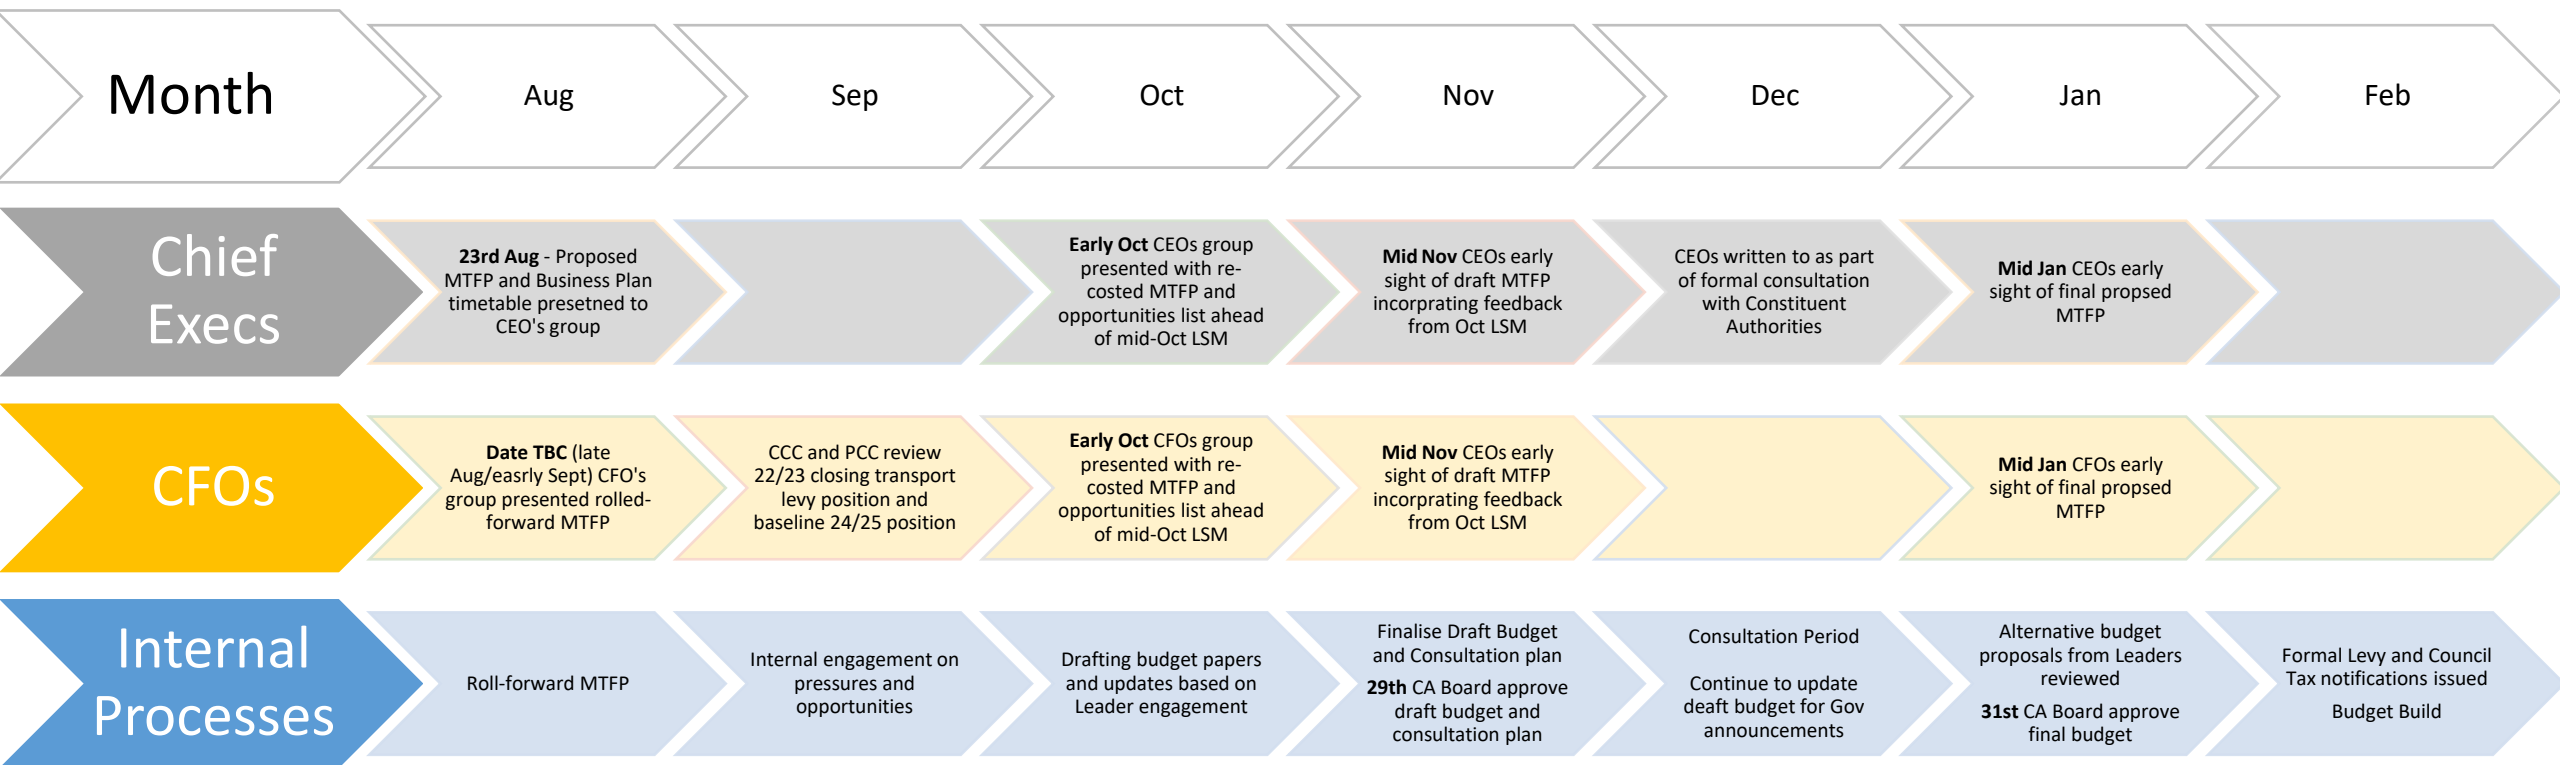 Month
Aug
Sep
Oct
Nov
Dec
Jan
Feb
Chief
Execs
23rd Aug - Proposed
MTFP and Business Plan
timetable presetned to
CEO's group
Early Oct CEOs group
presented with re-
costed MTFP and
opportunities list ahead
of mid-Oct LSM
Mid Nov CEOs early
sight of draft MTFP
incorprating feedback
from Oct LSM
CEOs written to as part
of formal consultation
with Constituent
Authorities
Mid Jan CEOs early
sight of final propsed
MTFP
CFOs
Date TBC (late
Aug/easrly Sept) CFO's
group presented rolled-
forward MTFP
CCC and PCC review
22/23 closing transport
levy position and
baseline 24/25 position
Early Oct CFOs group
presented with re-
costed MTFP and
opportunities list ahead
of mid-Oct LSM
Mid Nov CEOs early
sight of draft MTFP
incorprating feedback
from Oct LSM
Mid Jan CFOs early
sight of final propsed
MTFP
Internal
Processes
Roll-forward MTFP
Internal engagement on
pressures and
opportunities
Drafting budget papers
and updates based on
Leader engagement
Finalise Draft Budget
and Consultation plan
29th CA Board approve
draft budget and
consultation plan
Consultation Period
Continue to update
deaft budget for Gov
announcements
Alternative budget
proposals from Leaders
reviewed
31st CA Board approve
final budget
Formal Levy and Council
Tax notifications issued
Budget Build